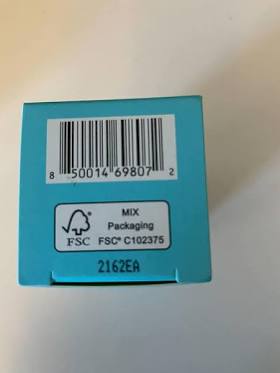 8 50014 69807 2
MIX
Packaging
FSC FSC® C102375
2162EA